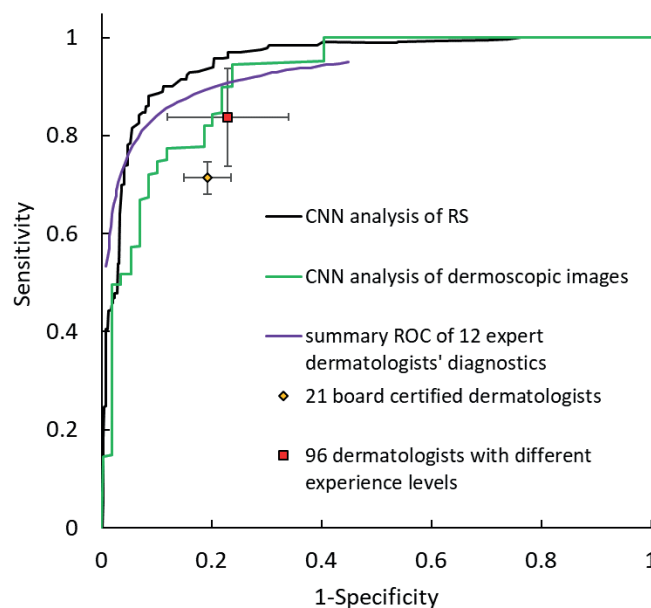 1
0.8
0.6
0.4
0.2
0
Sensitivity
CNN analysis of RS
CNN analysis of dermoscopic images
summary ROC of 12 expert
dermatologists' diagnostics
21 board certified dermatologists
96 dermatologists with different
experience levels
0 0.2 0.4 0.6 0.8 1
1-Specificity